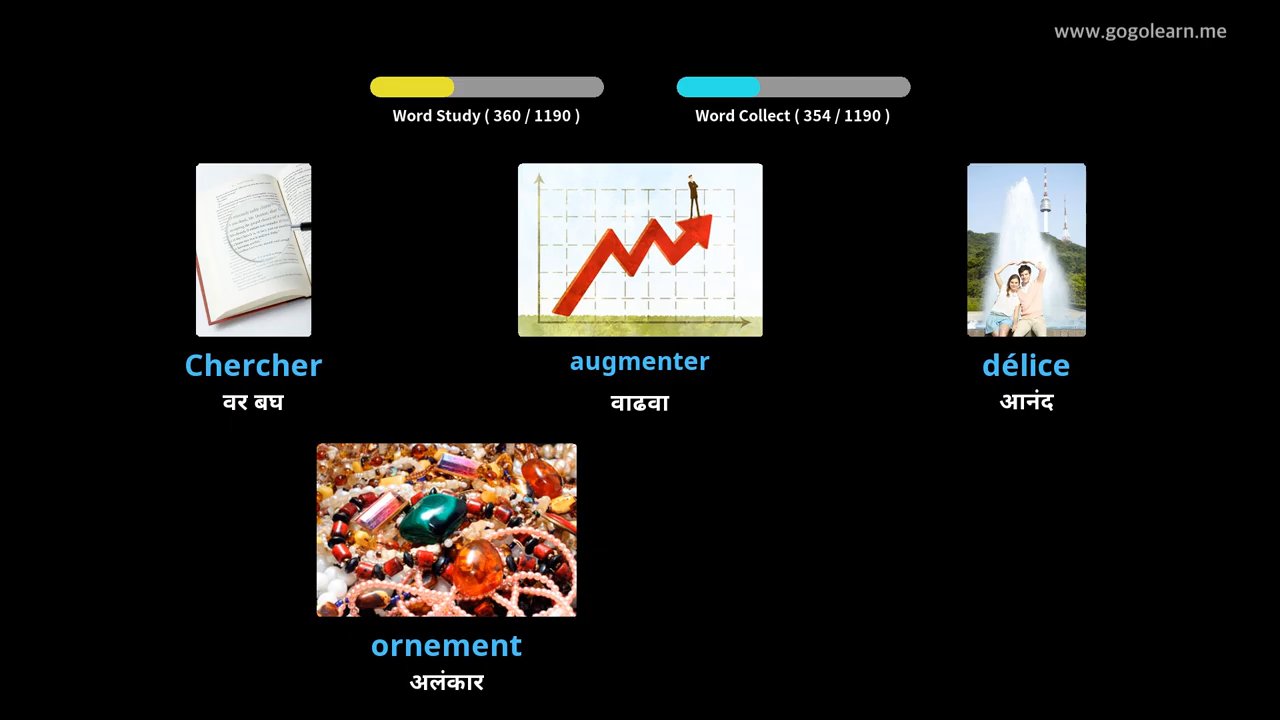 www.gogolearn.me
Word Study ( 360 / 1190 )
Word Collect ( 354 / 1190 )
Chercher
वर बघ
augmenter
वाढवा
délice
आनंद
ornement
अलंकार